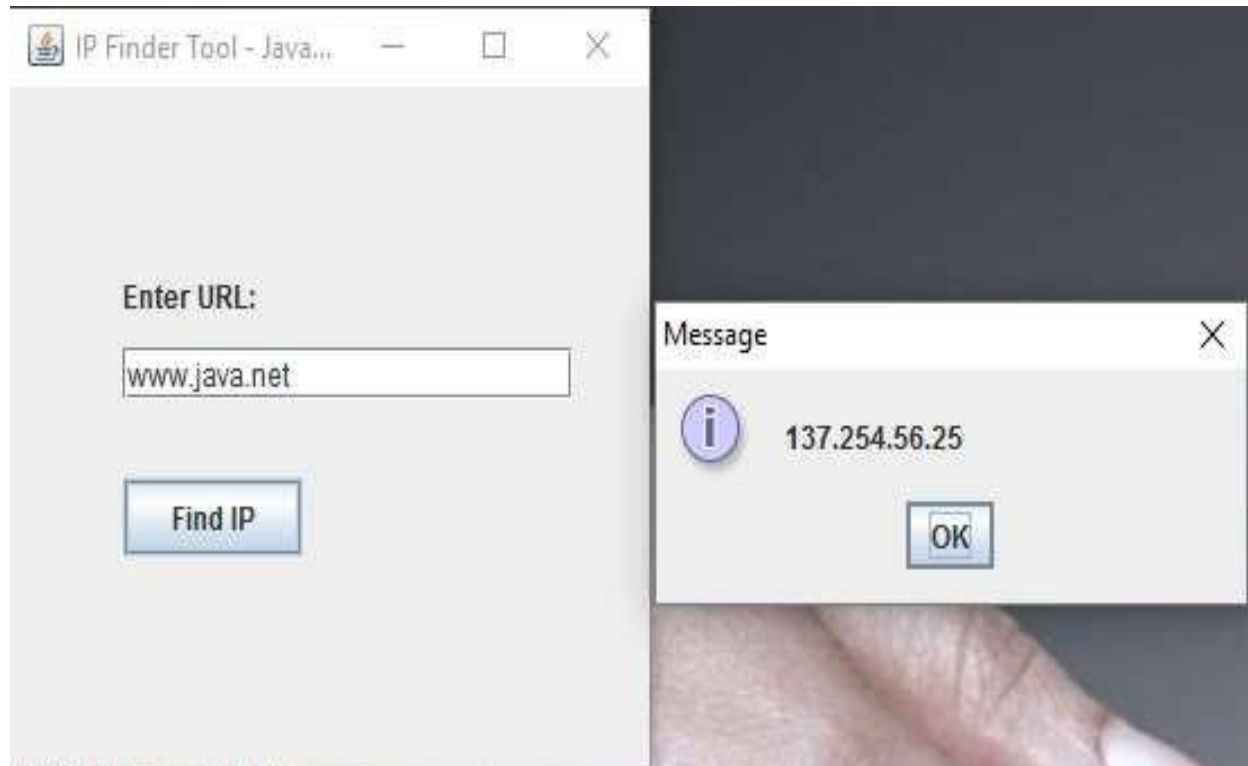 IP Finder Tool - Java...
Enter URL:
www.java.net
Find IP
Message
137.254.56.25
OK